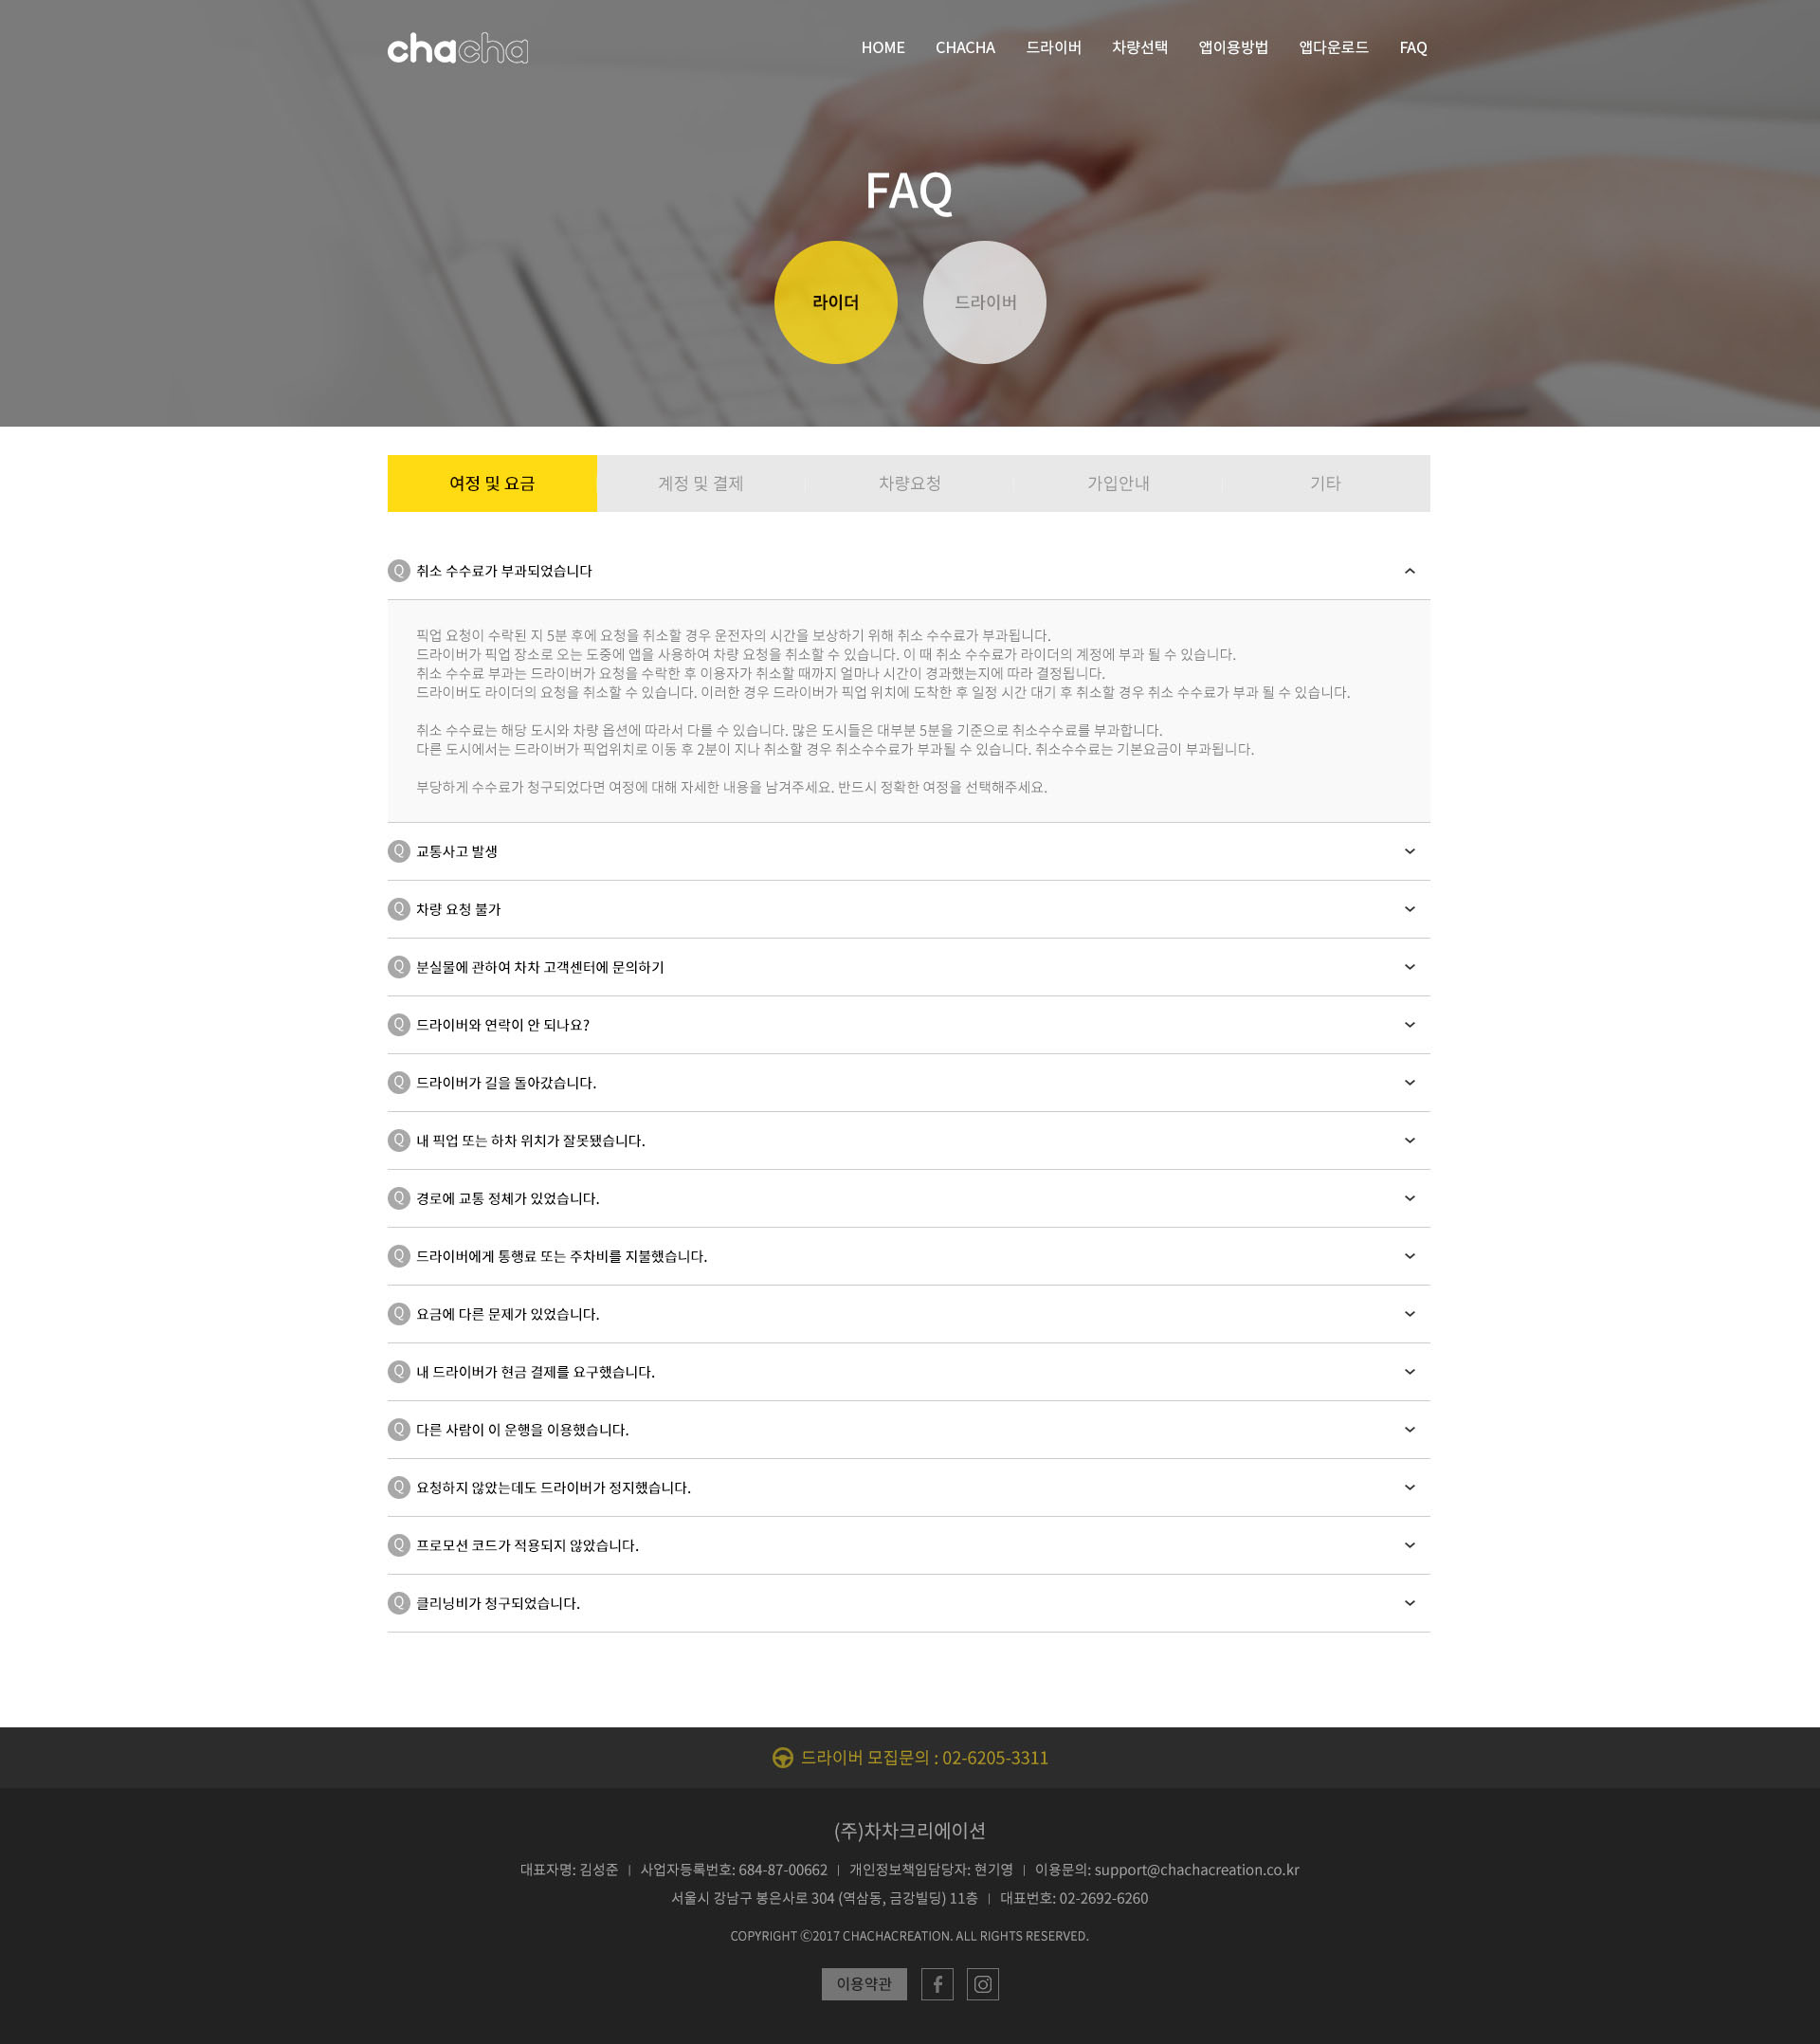 chacha
HOME CHACHA 드라이버 차량선택 앱이용방법 앱다운로드 FAQ
FAQ
라이더 드라이버
여정 및 요금 계정 및 결제 차량요청 가입안내 기타
Q 취소 수수료가 부과되었습니다
픽업 요청이 수락된 지 5분 후에 요청을 취소할 경우 운전자의 시간을 보상하기 위해 취소 수수료가 부과됩니다.
드라이버가 픽업 장소로 오는 도중에 앱을 사용하여 차량 요청을 취소할 수 있습니다. 이 때 취소 수수료가 라이더의 계정에 부과 될 수 있습니다.
취소 수수료 부과는 드라이버가 요청을 수락한 후 이용자가 취소할 때까지 얼마나 시간이 경과했는지에 따라 결정됩니다.
드라이버도 라이더의 요청을 취소할 수 있습니다. 이러한 경우 드라이버가 픽업 위치에 도착한 후 일정 시간 대기 후 취소할 경우 취소 수수료가 부과 될 수 있습니다.
취소 수수료는 해당 도시와 차량 옵션에 따라서 다를 수 있습니다. 많은 도시들은 대부분 5분을 기준으로 취소수수료를 부과합니다.
다른 도시에서는 드라이버가 픽업위치로 이동 후 2분이 지나 취소할 경우 취소수수료가 부과될 수 있습니다. 취소수수료는 기본요금이 부과됩니다.
부당하게 수수료가 청구되었다면 여정에 대해 자세한 내용을 남겨주세요. 반드시 정확한 여정을 선택해주세요.
Q 교통사고 발생
Q 차량 요청 불가
Q 분실물에 관하여 차차 고객센터에 문의하기
Q 드라이버와 연락이 안 되나요?
Q 드라이버가 길을 돌아갔습니다.
Q 내 픽업 또는 하차 위치가 잘못됐습니다.
Q 경로에 교통 정체가 있었습니다.
Q 드라이버에게 통행료 또는 주차비를 지불했습니다.
Q 요금에 다른 문제가 있었습니다.
Q 내 드라이버가 현금 결제를 요구했습니다.
Q 다른 사람이 이 운행을 이용했습니다.
Q 요청하지 않았는데도 드라이버가 정지했습니다.
Q 프로모션 코드가 적용되지 않았습니다.
Q 클리닝비가 청구되었습니다.
드라이버 모집문의 : 02-6205-3311
(주)차차크리에이션
대표자명: 김성준 | 사업자등록번호: 684-87-00662 | 개인정보책임담당자: 현기영 | 이용문의: support@chachacreation.co.kr
서울시 강남구 봉은사로 304 (역삼동, 금강빌딩) 11층 | 대표번호: 02-2692-6260
COPYRIGHT ©2017 CHACHACREATION. ALL RIGHTS RESERVED.
이용약관 f